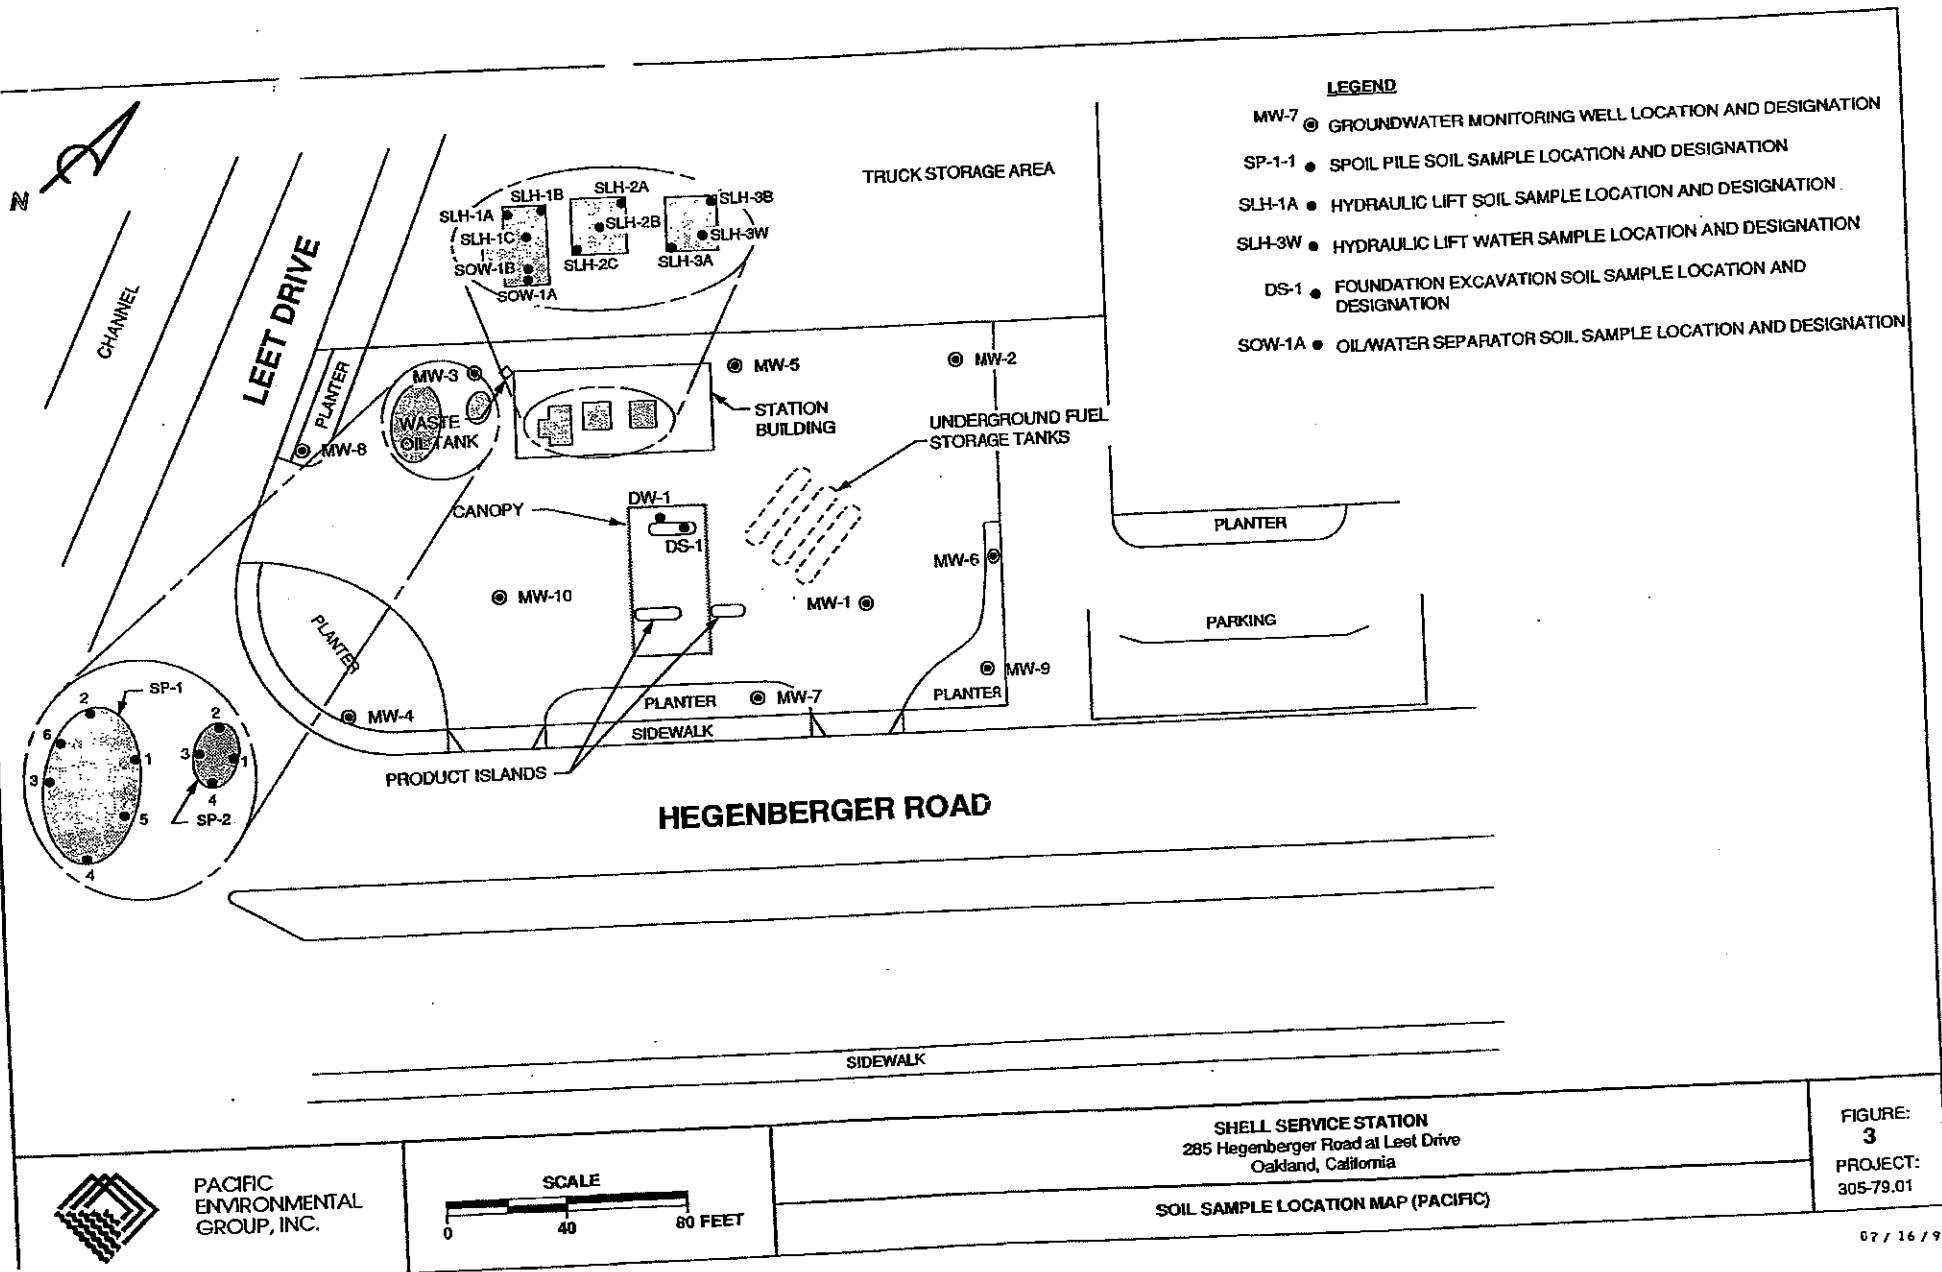 LEGEND
MW-7 GROUNDWATER MONITORING WELL LOCATION AND DESIGNATION
SP-1-1 SPOIL PILE SOIL SAMPLE LOCATION AND DESIGNATION
SLH-1A HYDRAULIC LIFT SOIL SAMPLE LOCATION AND DESIGNATION
SLH-3W HYDRAULIC LIFT WATER SAMPLE LOCATION AND DESIGNATION
DS-1 FOUNDATION EXCAVATION SOIL SAMPLE LOCATION AND
DESIGNATION
SOW-1A OIL/WATER SEPARATOR SOIL SAMPLE LOCATION AND DESIGNATION
N
TRUCK STORAGE AREA
CHANNEL
LEET DRIVE
PLANTER
SLH-1A
SLH-1B
SLH-2A
SLH-3B
SLH-1C
SLH-2B
SLH-3W
SOW-1B
SLH-2C
SLH-3A
SOW-1A
MW-3
MW-5
MW-2
WASTE
OIL TANK
STATION
BUILDING
UNDERGROUND FUEL
STORAGE TANKS
MW-8
CANOPY
DW-1
DS-1
PLANTER
MW-6
MW-10
MW-1
PLANTER
PARKING
MW-9
MW-4
PLANTER
MW-7
PLANTER
SIDEWALK
PRODUCT ISLANDS
SP-1
2
6
1
3
5
4
2
3
1
4
SP-2
HEGENBERGER ROAD
SIDEWALK
PACIFIC
ENVIRONMENTAL
GROUP, INC.
SCALE
0 40 80 FEET
SHELL SERVICE STATION
285 Hegenberger Road at Leet Drive
Oakland, California
SOIL SAMPLE LOCATION MAP (PACIFIC)
FIGURE:
3
PROJECT:
305-79.01
07/16/9